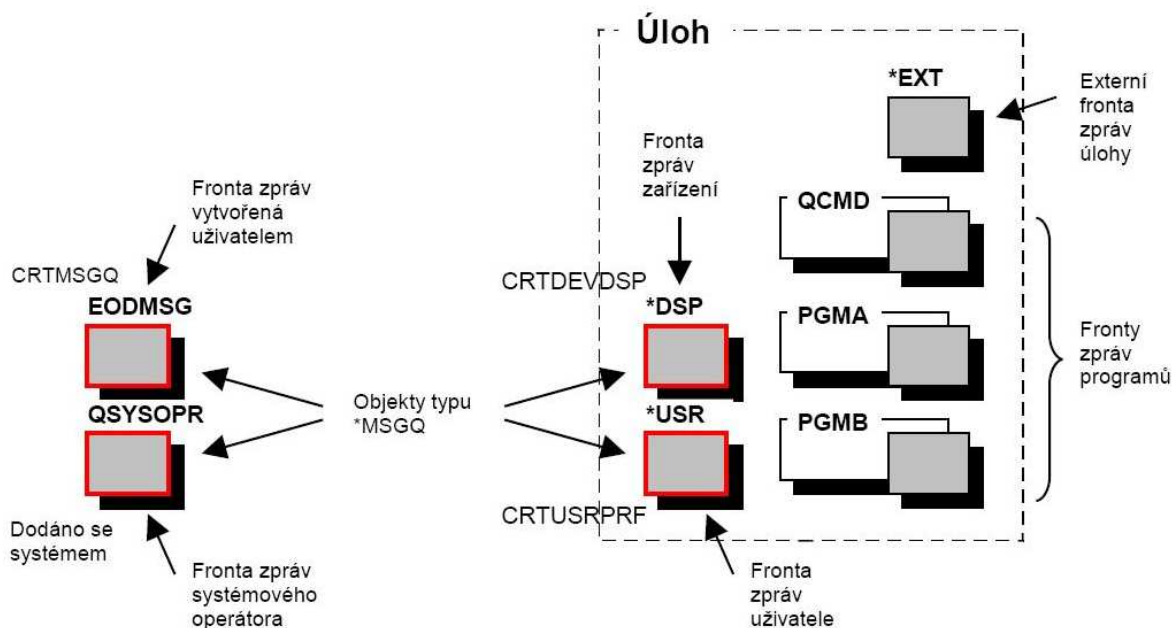 Úloh
*EXT
Externí
fronta
zpráv
úlohy
Fronta
zpráv
zařízení
Fronta zpráv
vytvořená
uživatelem
QCMD
CRTMSGQ
CRTDEVDSP
EODMSG
*DSP
PGMA
Fronty
zpráv
programů
Objekty typu
*MSGQ
QSYSOPR
*USR
PGMB
CRTUSRPRF
Dodáno se
systémem
Fronta zpráv
systémového
operátora
Fronta
zpráv
uživatele